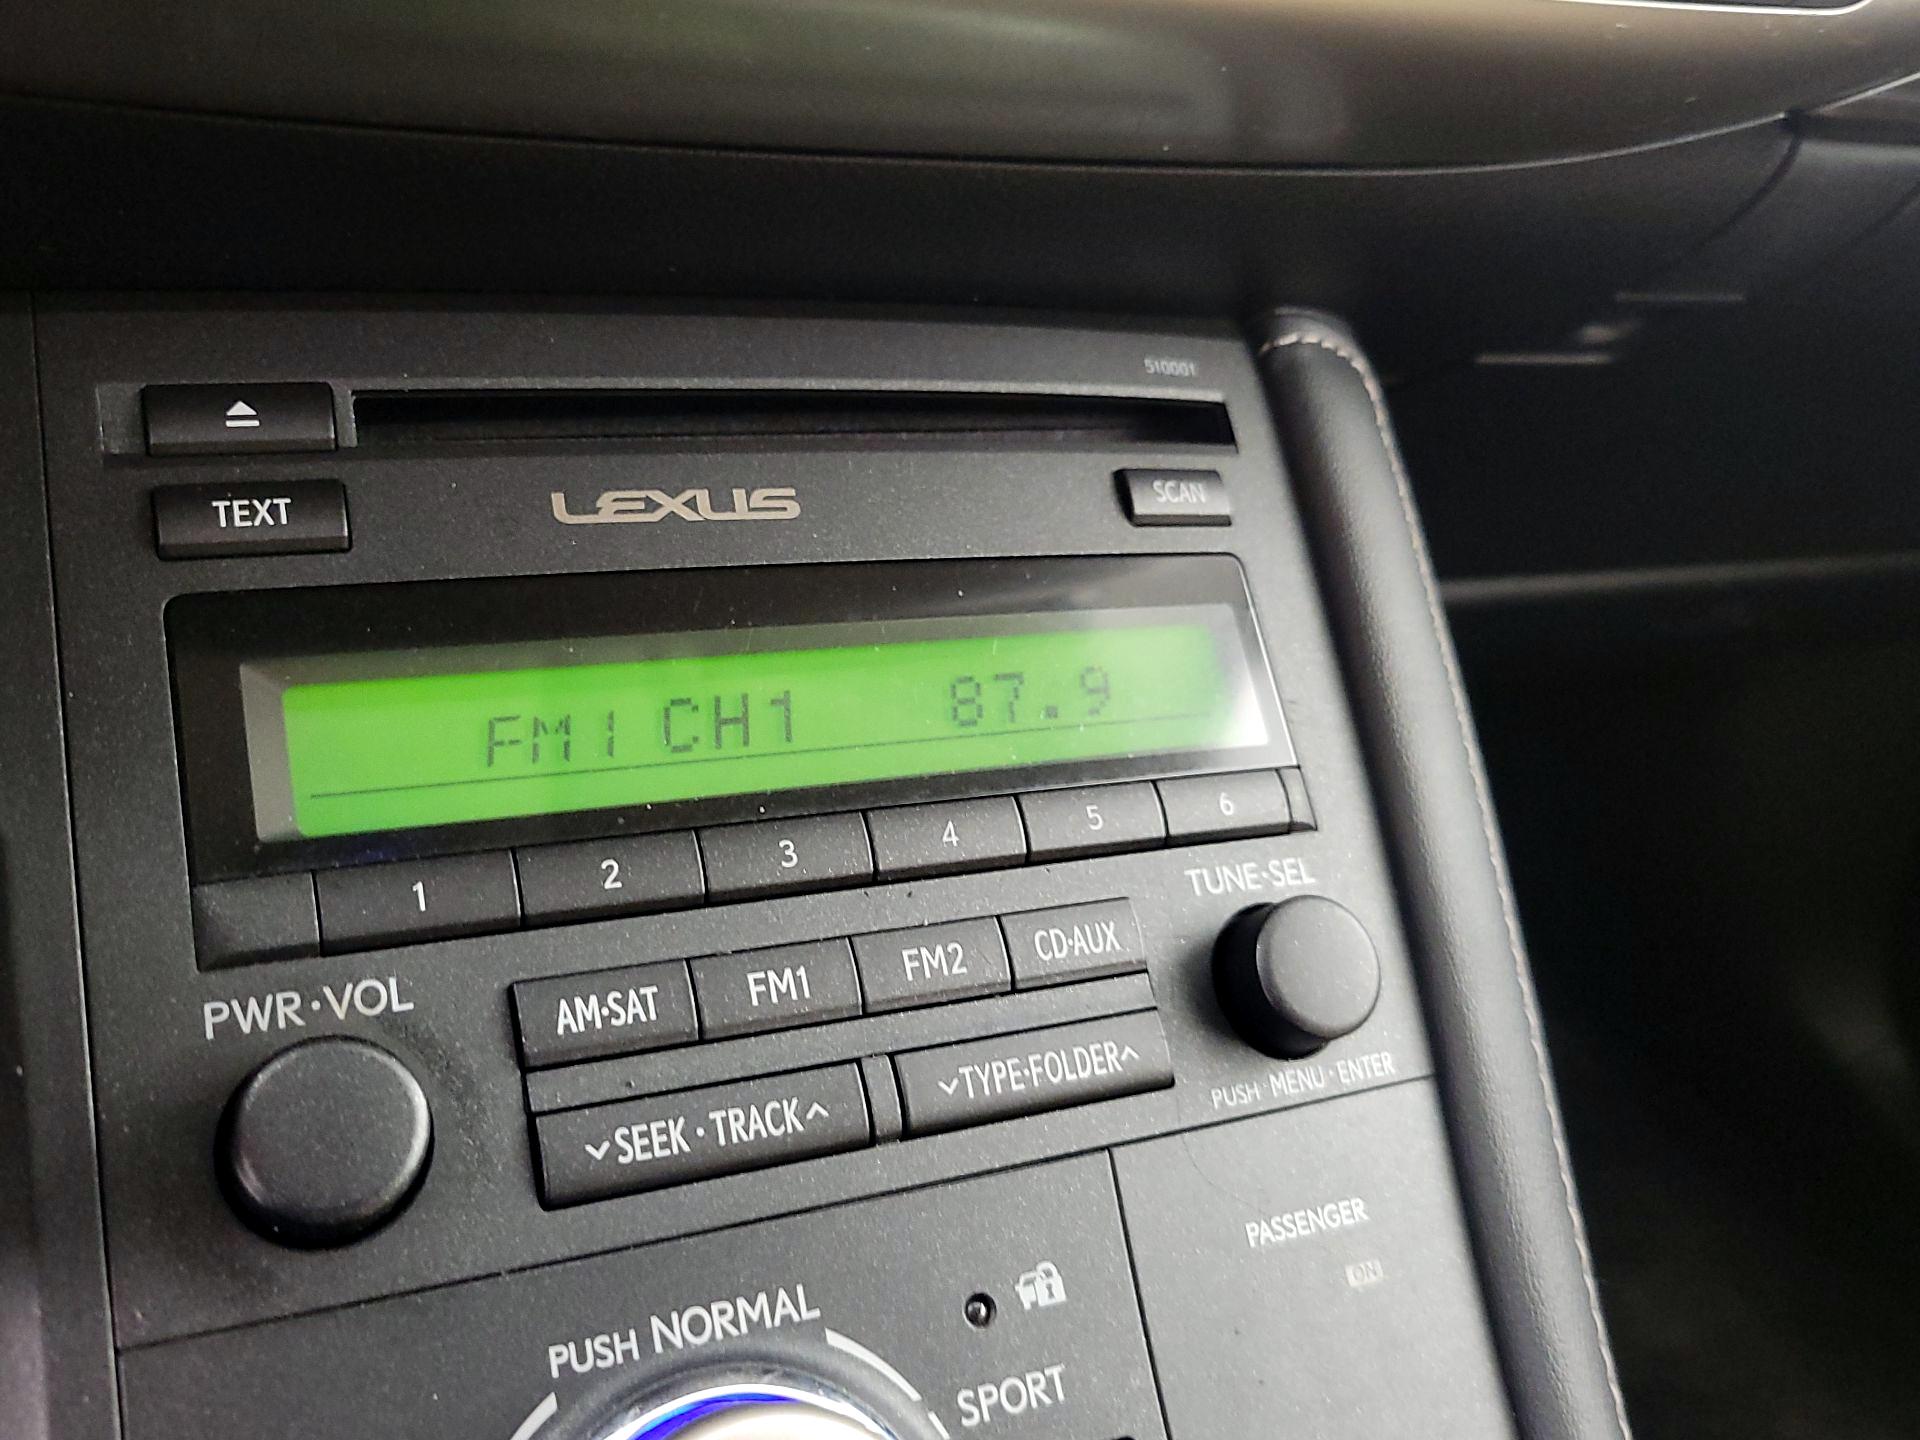 510001
TEXT
LEXUS
SCAN
FM1 CH1 87.9
1 2 3 4 5 6
TUNE·SEL
PWR·VOL
AM·SAT FM1 FM2 CD·AUX
SEEK · TRACK
TYPE·FOLDER
PUSH · MENU · ENTER
PASSENGER
ON
PUSH NORMAL
SPORT